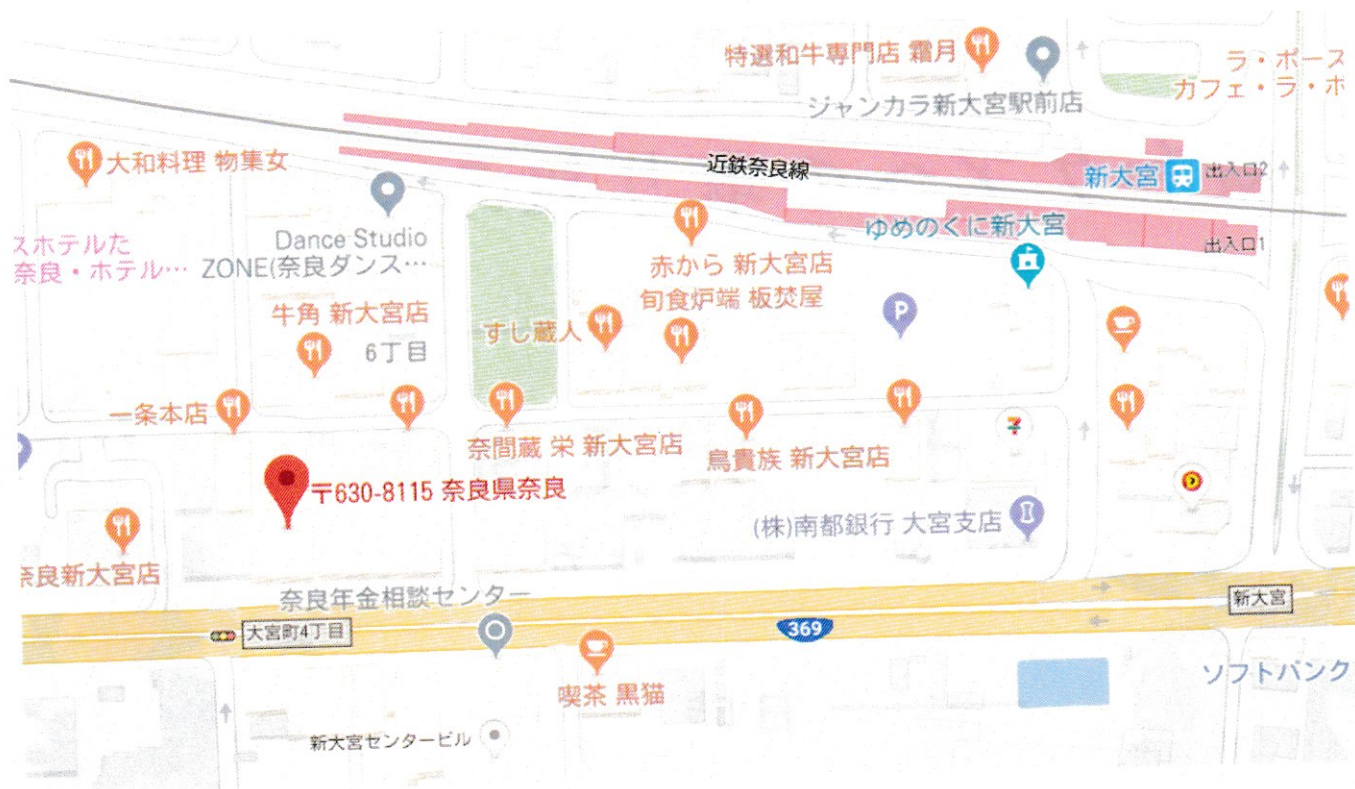 特選和牛専門店 霜月
ラ・ポース
カフェ・ラ・ポ
ジャンカラ新大宮駅前店
大和料理 物集女
近鉄奈良線
新大宮
出入口2
スホテルた
奈良・ホテル…
Dance Studio
ZONE(奈良ダンス…
ゆめのくに新大宮
出入口1
赤から 新大宮店
旬食炉端 板焚屋
牛角 新大宮店
すし蔵人
6丁目
P
一条本店
奈間蔵 栄 新大宮店
鳥貴族 新大宮店
7
〒630-8115 奈良県奈良
(株)南都銀行 大宮支店
奈良新大宮店
奈良年金相談センター
新大宮
大宮町4丁目
369
喫茶 黒猫
ソフトバンク
新大宮センタービル